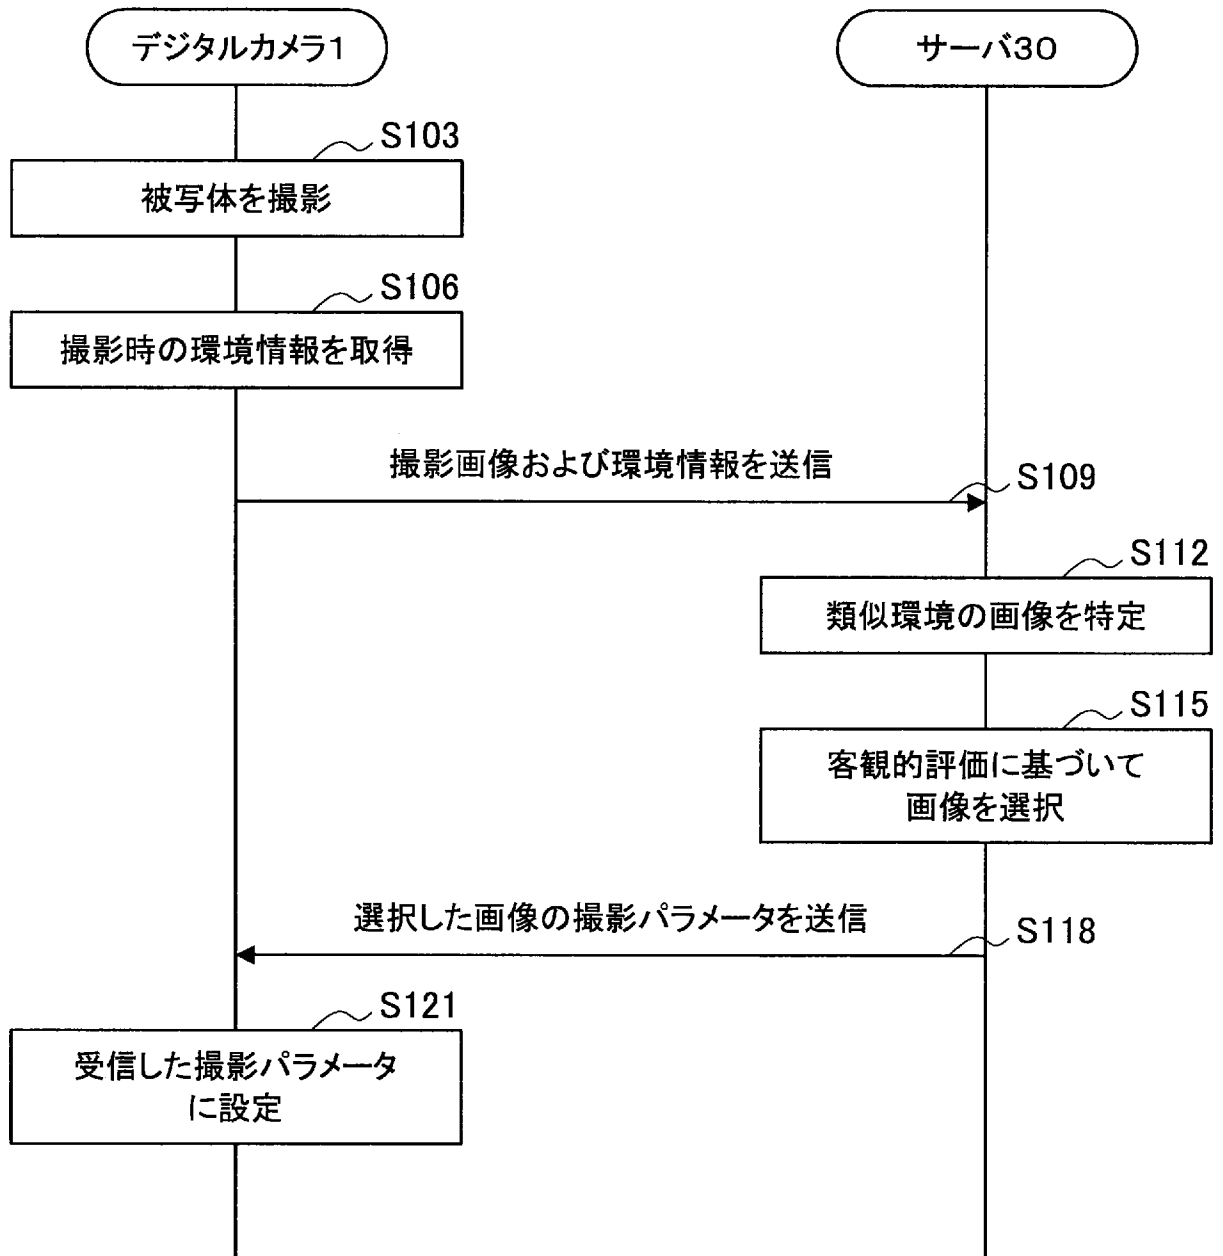 デジタルカメラ1
サーバ30
S103
被写体を撮影
S106
撮影時の環境情報を取得
撮影画像および環境情報を送信
S109
S112
類似環境の画像を特定
S115
客観的評価に基づいて
画像を選択
選択した画像の撮影パラメータを送信
S118
S121
受信した撮影パラメータ
に設定